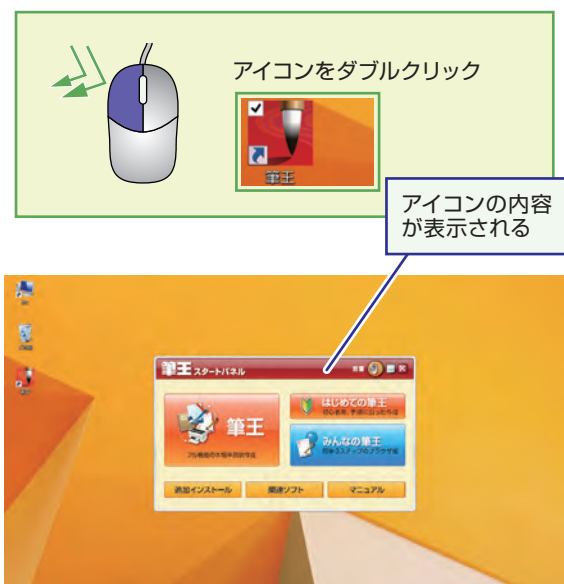 アイコンをダブルクリック
筆王
アイコンの内容
が表示される
筆王 スタートパネル
筆王
はじめての筆王
みんなの筆王
追加インストール
関連ソフト
マニュアル